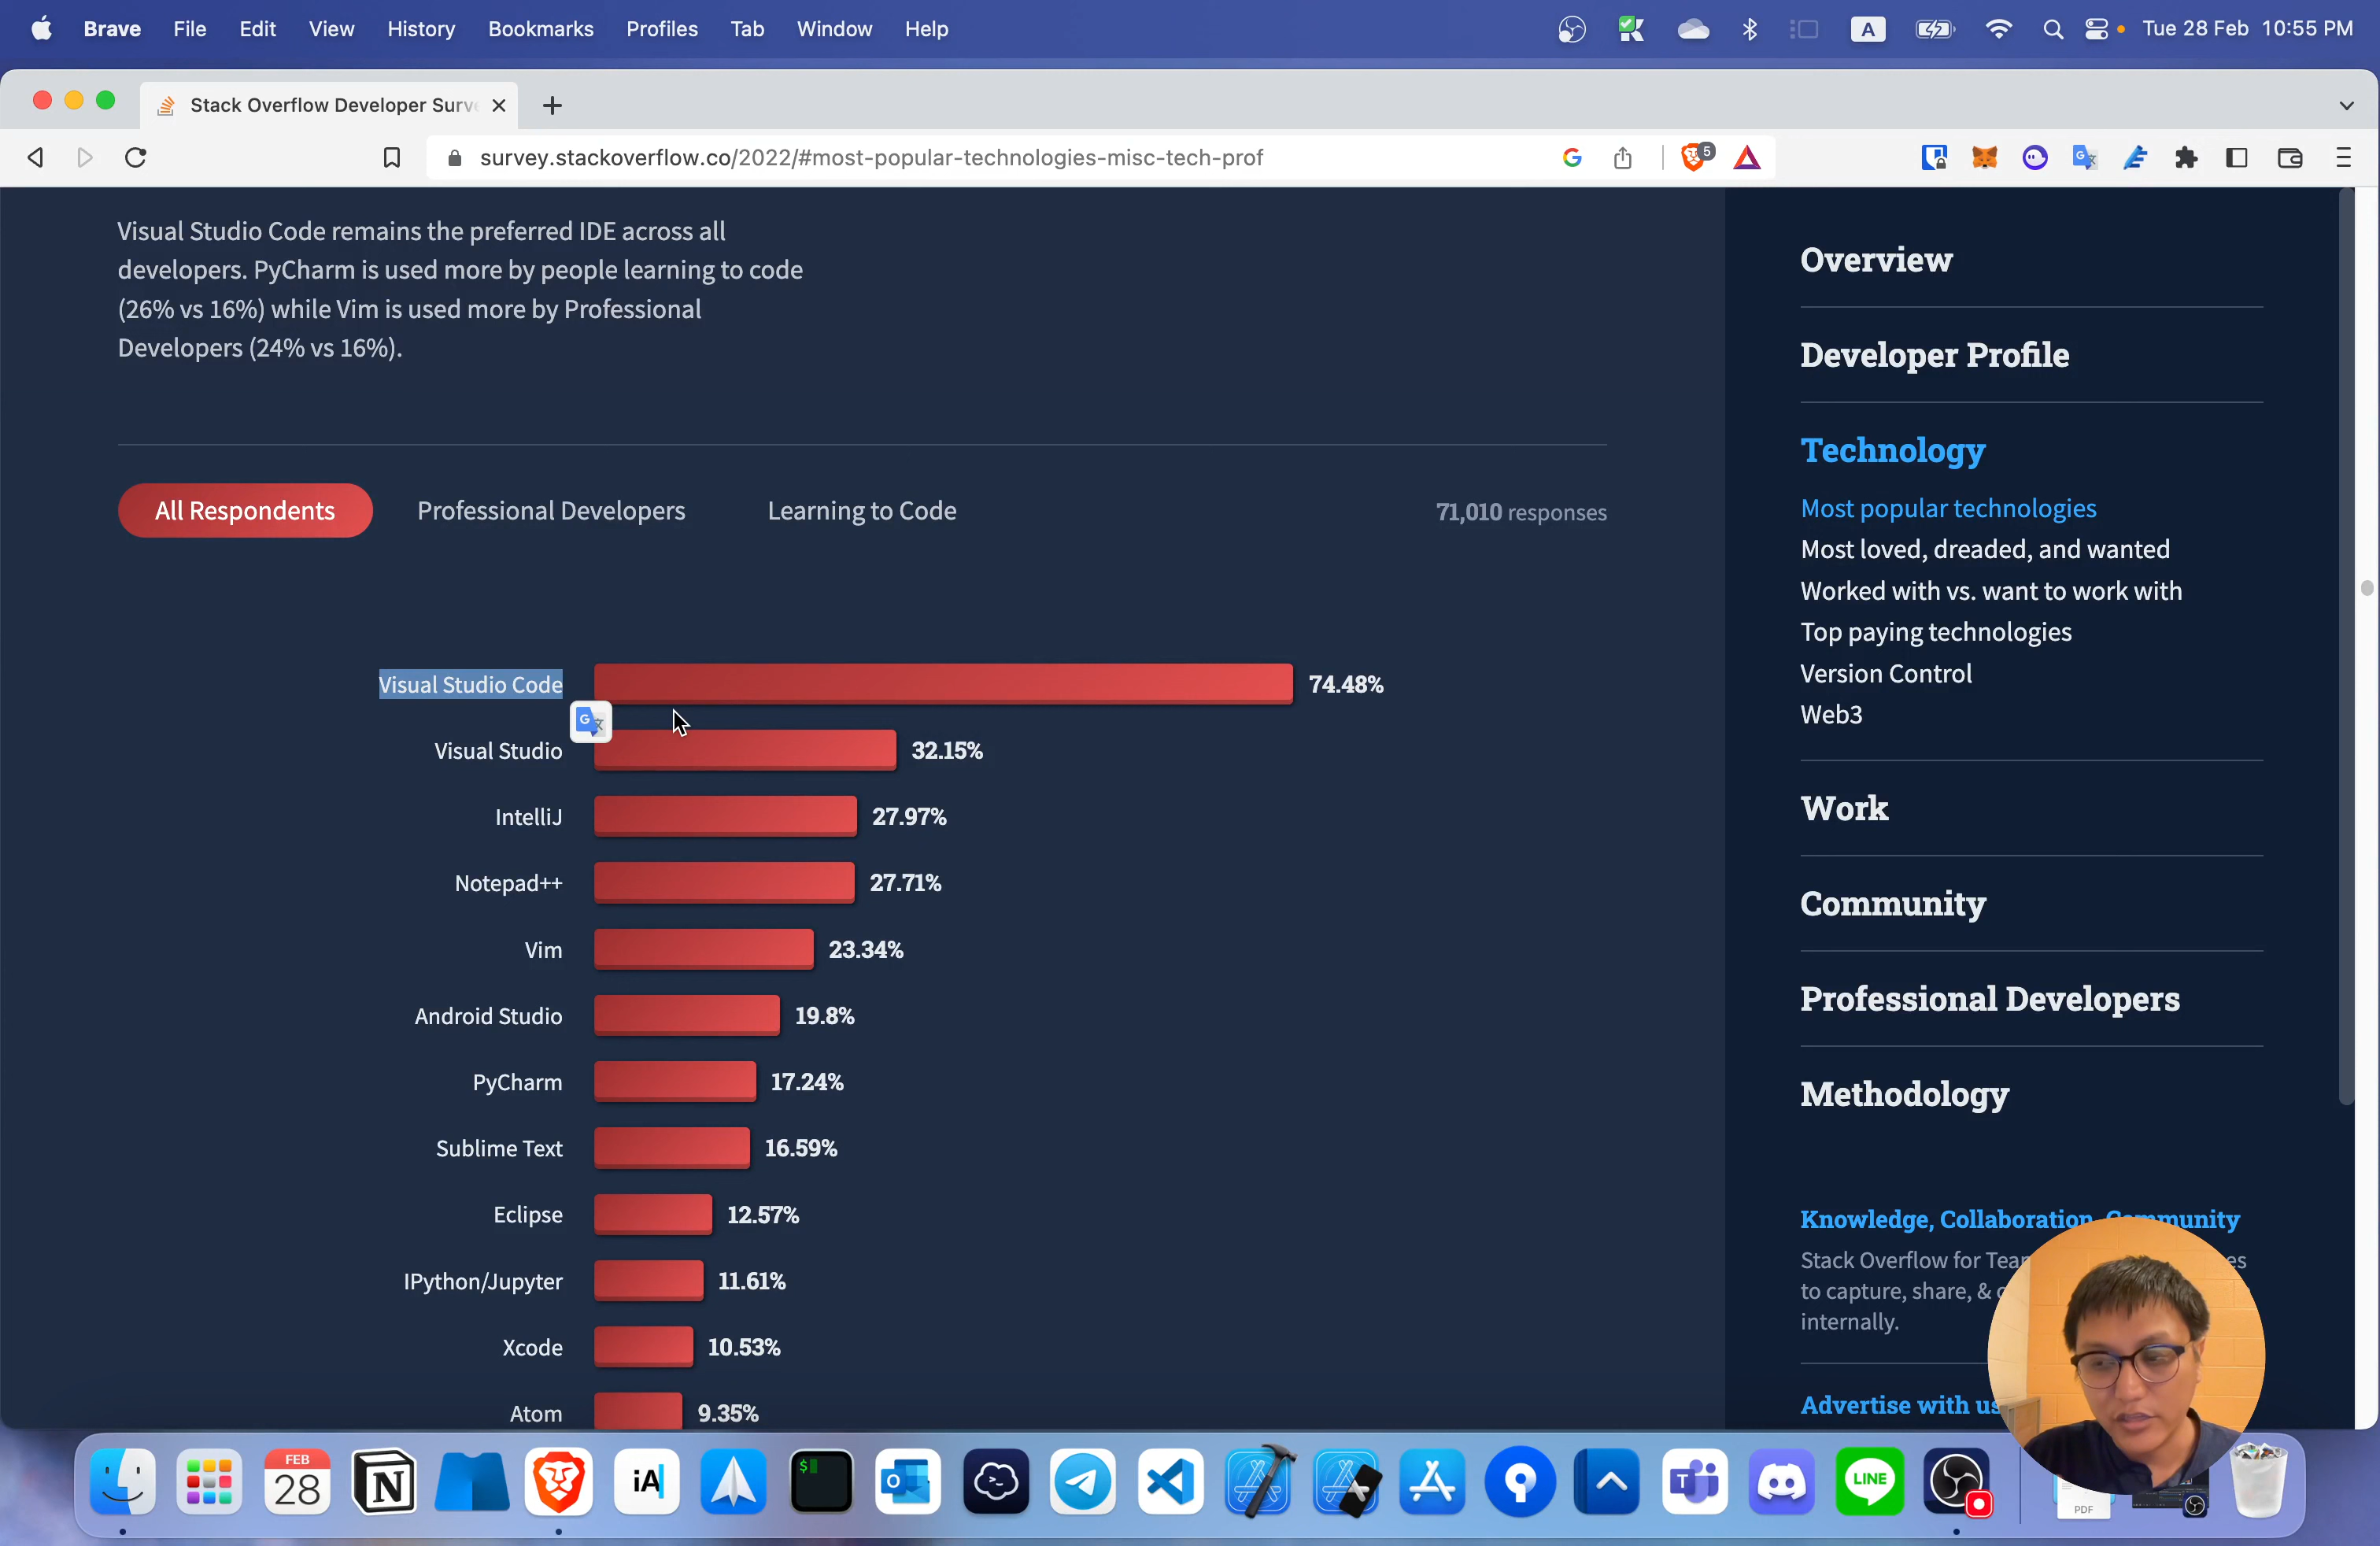 Brave File Edit View History Bookmarks Profiles Tab Window Help
A
Tue 28 Feb 10:55 PM
Stack Overflow Developer Surve
survey.stackoverflow.co/2022/#most-popular-technologies-misc-tech-prof
5
Visual Studio Code remains the preferred IDE across all
developers. PyCharm is used more by people learning to code
(26% vs 16%) while Vim is used more by Professional
Developers (24% vs 16%).
All Respondents Professional Developers Learning to Code 71,010 responses
Visual Studio Code 74.48%
Visual Studio 32.15%
IntelliJ 27.97%
Notepad++ 27.71%
Vim 23.34%
Android Studio 19.8%
PyCharm 17.24%
Sublime Text 16.59%
Eclipse 12.57%
IPython/Jupyter 11.61%
Xcode 10.53%
Atom 9.35%
Overview
Developer Profile
Technology
Most popular technologies
Most loved, dreaded, and wanted
Worked with vs. want to work with
Top paying technologies
Version Control
Web3
Work
Community
Professional Developers
Methodology
Knowledge, Collaboration, Community
Stack Overflow for
to capture, share, &
internally.
Advertise with us
FEB
28
iA
LINE
PDF